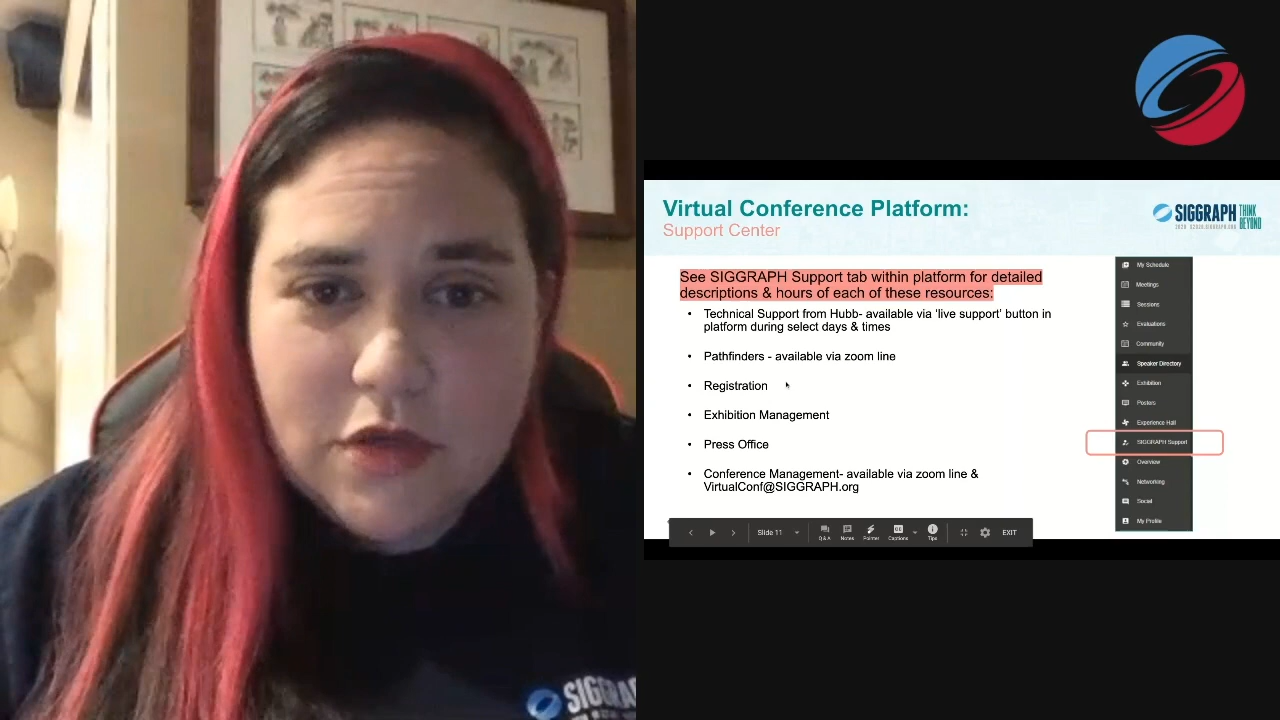 Virtual Conference Platform:
Support Center
SIGGRAPH
THINK
BEYOND
See SIGGRAPH Support tab within platform for detailed
descriptions & hours of each of these resources:
• Technical Support from Hubb- available via ‘live support’ button in
platform during select days & times
• Pathfinders - available via zoom line
• Registration
• Exhibition Management
• Press Office
• Conference Management- available via zoom line &
VirtualConf@SIGGRAPH.org
My Schedule
Meetings
Sessions
Evaluations
Community
Speaker Directory
Exhibition
Posters
Experience Hall
SIGGRAPH Support
Overview
Networking
Social
My Profile
Slide 11
Q & A
Notes
Pointer
Captions
Tips
EXIT